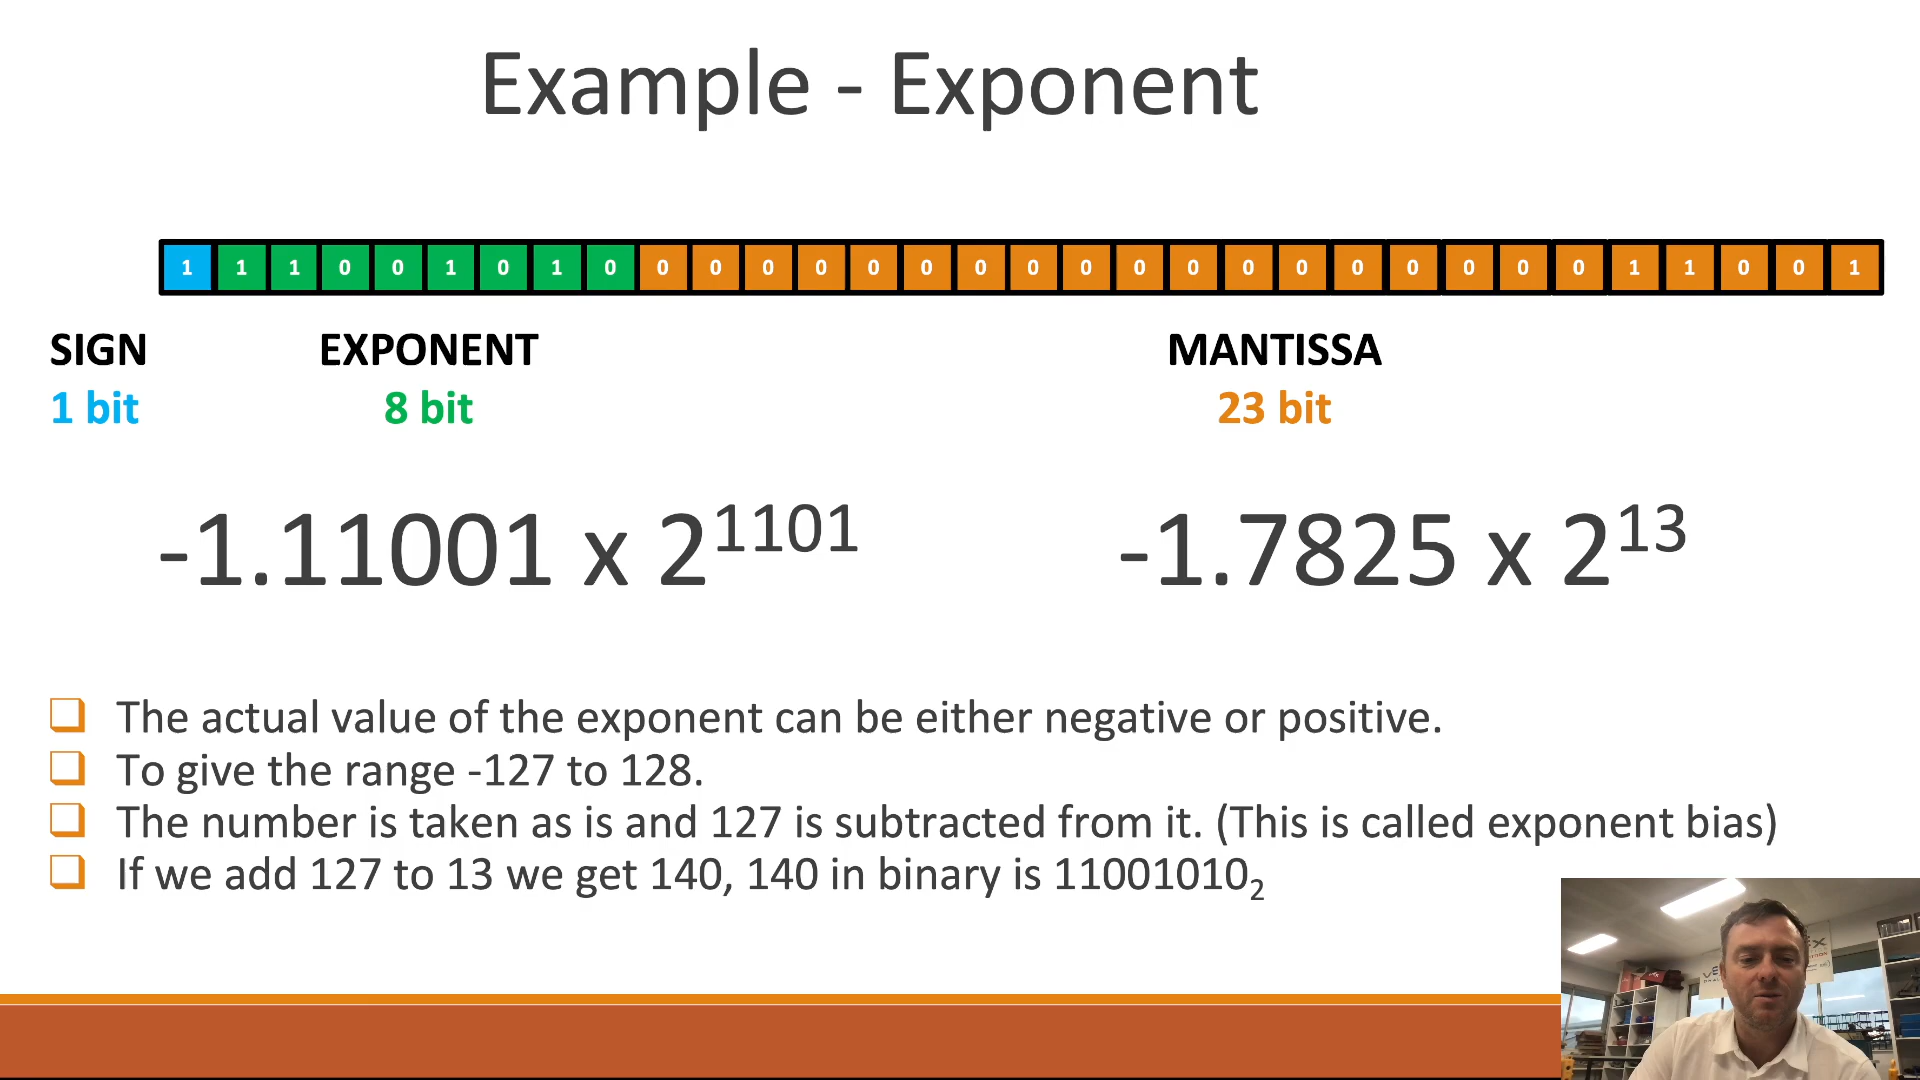 Example - Exponent
1 1 1 0 0 1 0 1 0 0 0 0 0 0 0 0 0 0 0 0 0 0 0 0 0 0 0 1 1 0 0 1
SIGN EXPONENT MANTISSA
1 bit 8 bit 23 bit
-1.11001 x 2^1101 -1.7825 x 2^13
❑ The actual value of the exponent can be either negative or positive.
❑ To give the range -127 to 128.
❑ The number is taken as is and 127 is subtracted from it. (This is called exponent bias)
❑ If we add 127 to 13 we get 140, 140 in binary is 11001010₂